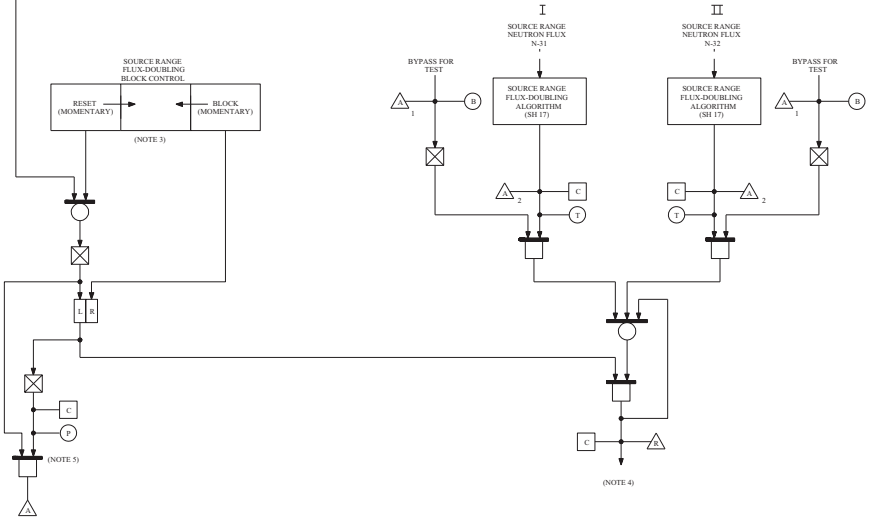 I
II
SOURCE RANGE
NEUTRON FLUX
N-31
SOURCE RANGE
NEUTRON FLUX
N-32
SOURCE RANGE
FLUX-DOUBLING
BLOCK CONTROL
BYPASS FOR
TEST
BYPASS FOR
TEST
RESET
(MOMENTARY)
BLOCK
(MOMENTARY)
SOURCE RANGE
FLUX-DOUBLING
ALGORITHM
(SH 17)
SOURCE RANGE
FLUX-DOUBLING
ALGORITHM
(SH 17)
A
1
B
A
1
B
(NOTE 3)
A
2
C
C
A
2
T
T
L
R
C
P
(NOTE 5)
C
R
(NOTE 4)
A